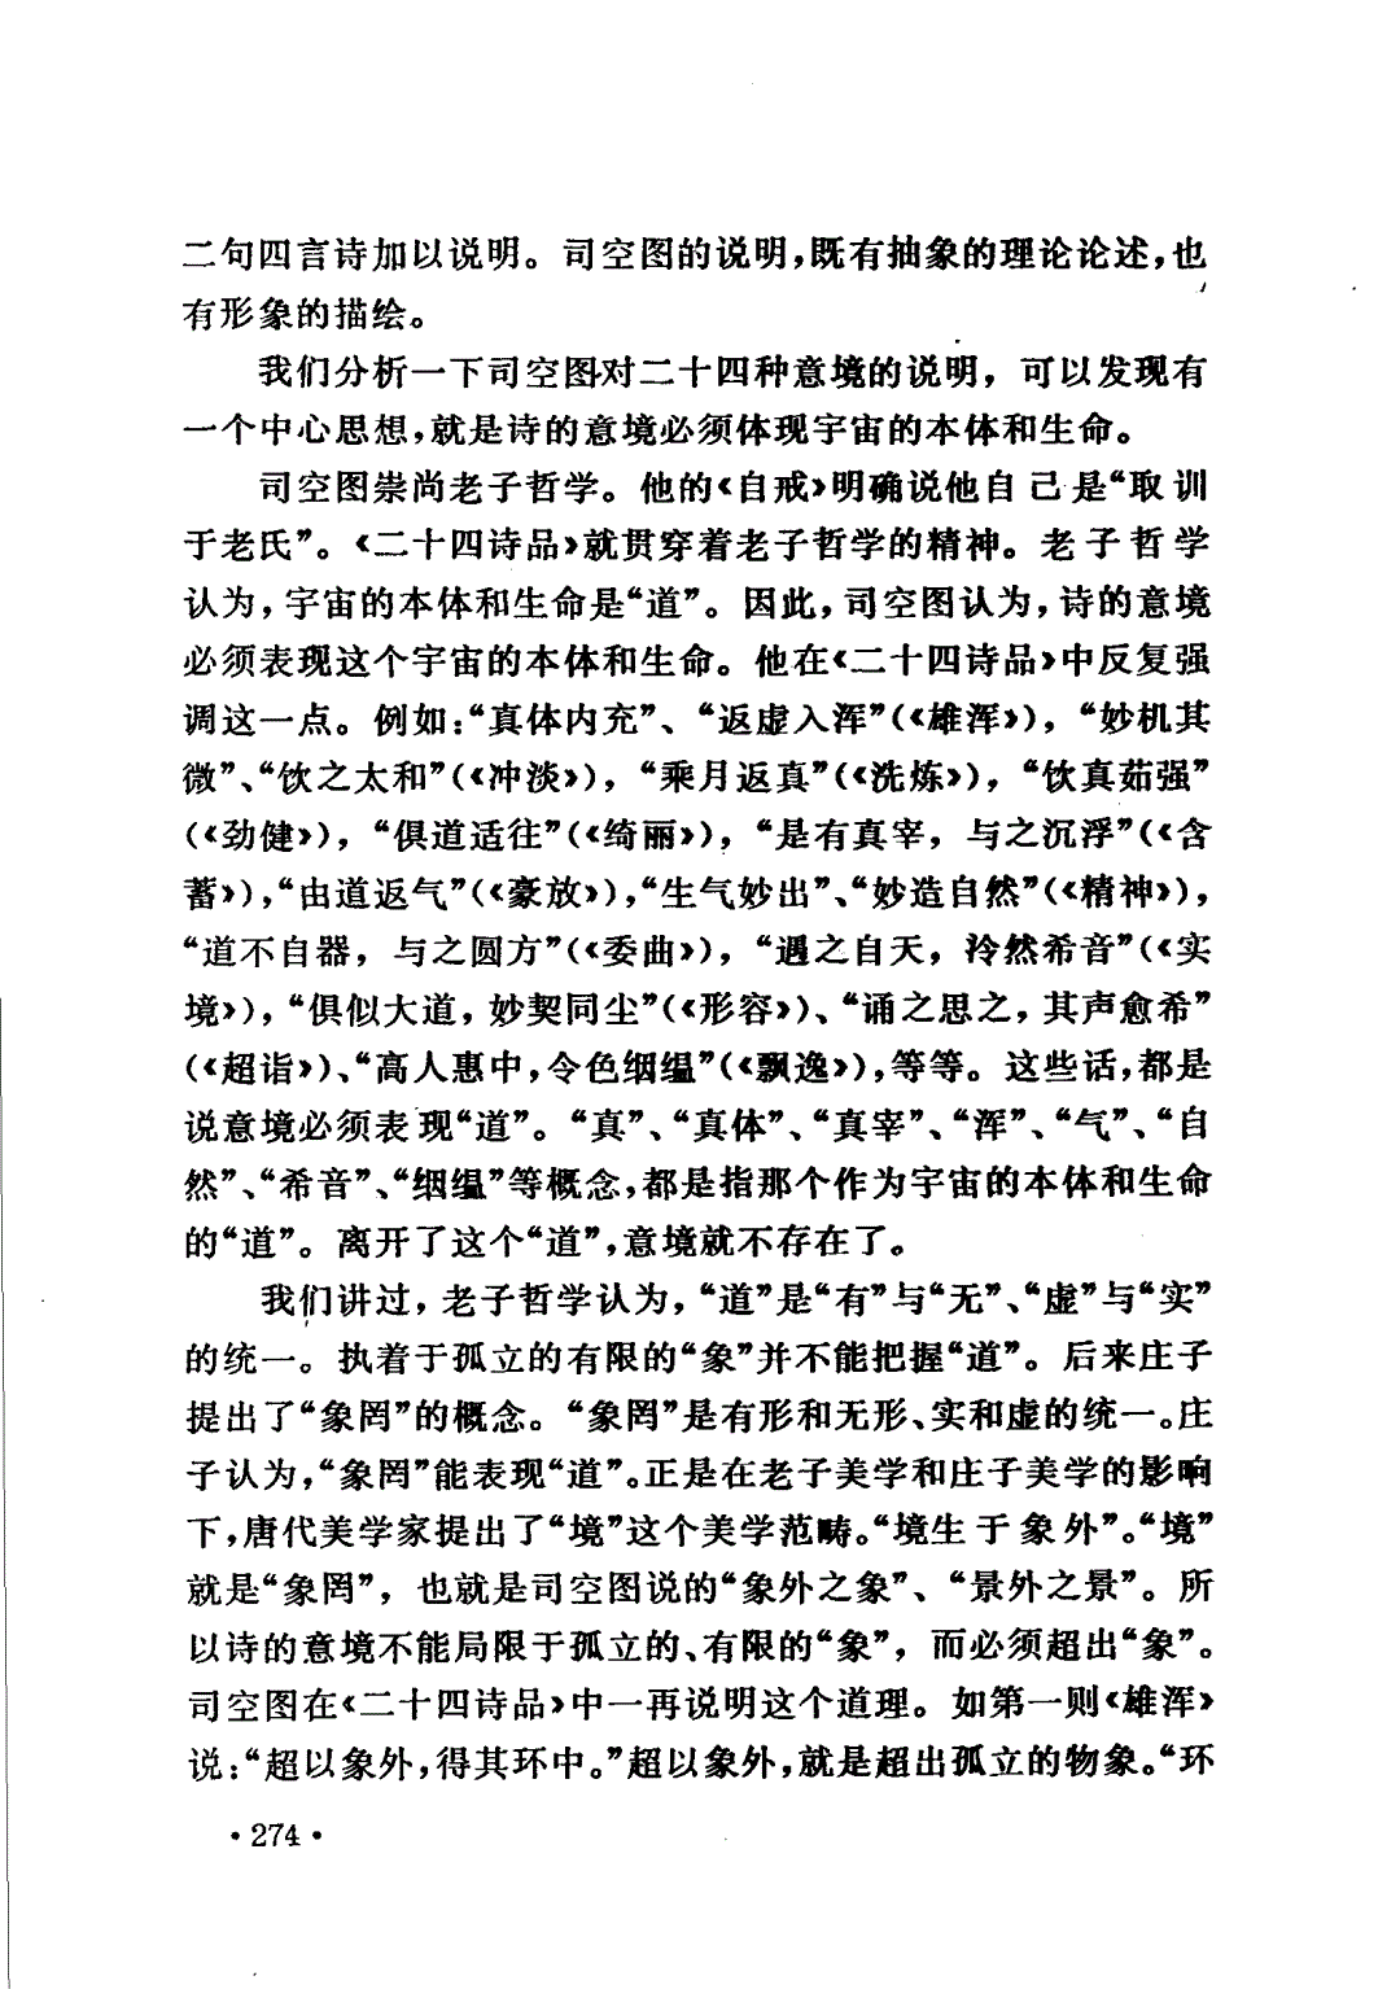 二句四言诗加以说明。司空图的说明，既有抽象的理论论述，也
有形象的描绘。
我们分析一下司空图对二十四种意境的说明，可以发现有
一个中心思想，就是诗的意境必须体现宇宙的本体和生命。
司空图崇尚老子哲学。他的《自戒》明确说他自己是“取训
于老氏”。《二十四诗品》就贯穿着老子哲学的精神。老子哲学
认为，宇宙的本体和生命是“道”。因此，司空图认为，诗的意境
必须表现这个宇宙的本体和生命。他在《二十四诗品》中反复强
调这一点。例如：“真体内充”、“返虚入浑”（《雄浑》），“妙机其
微”、“饮之太和”（《冲淡》），“乘月返真”（《洗炼》），“饮真茹强”
（《劲健》），“俱道适往”（《绮丽》），“是有真宰，与之沉浮”（《含
蓄》），“由道返气”（《豪放》），“生气妙出”、“妙造自然”（《精神》），
“道不自器，与之圆方”（《委曲》），“遇之自天，泠然希音”（《实
境》），“俱似大道，妙契同尘”（《形容》）、“诵之思之，其声愈希”
（《超诣》）、“高人惠中，令色絪缊”（《飘逸》），等等。这些话，都是
说意境必须表现“道”。“真”、“真体”、“真宰”、“浑”、“气”、“自
然”、“希音”、“絪缊”等概念，都是指那个作为宇宙的本体和生命
的“道”。离开了这个“道”，意境就不存在了。
我们讲过，老子哲学认为，“道”是“有”与“无”、“虚”与“实”
的统一。执着于孤立的有限的“象”并不能把握“道”。后来庄子
提出了“象罔”的概念。“象罔”是有形和无形、实和虚的统一。庄
子认为，“象罔”能表现“道”。正是在老子美学和庄子美学的影响
下，唐代美学家提出了“境”这个美学范畴。“境生于象外”。“境”
就是“象罔”，也就是司空图说的“象外之象”、“景外之景”。所
以诗的意境不能局限于孤立的、有限的“象”，而必须超出“象”。
司空图在《二十四诗品》中一再说明这个道理。如第一则《雄浑》
说：“超以象外，得其环中。”超以象外，就是超出孤立的物象。“环
·274·